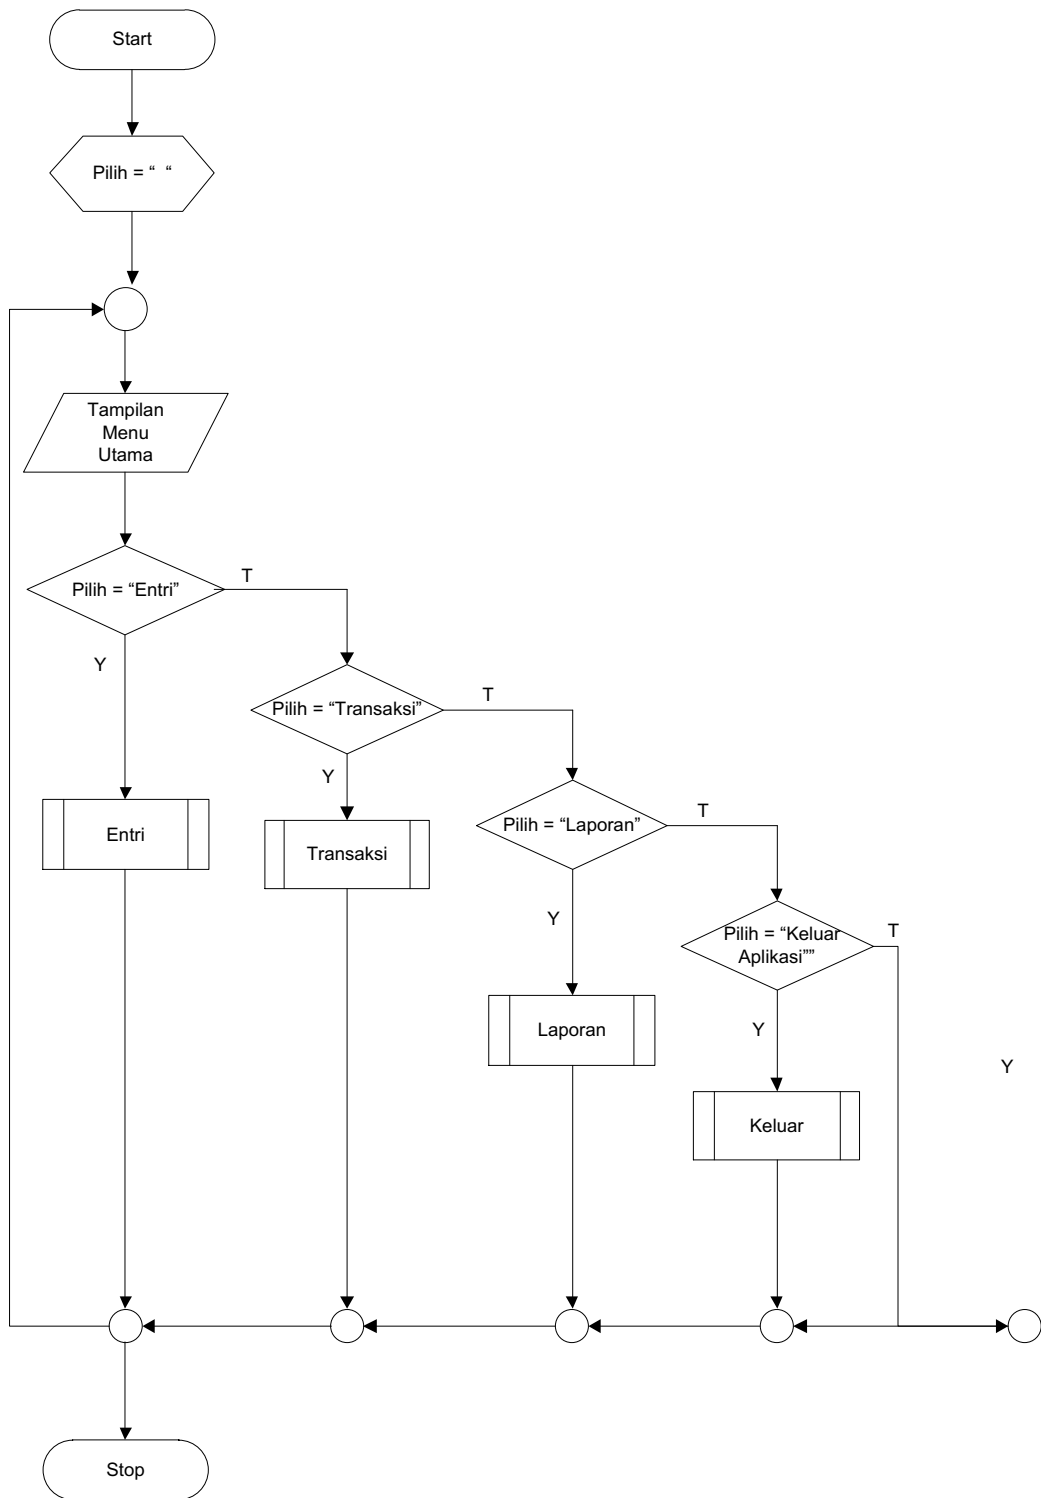 Start
Pilih = “  “
Tampilan
Menu
Utama
Pilih = “Entri”
T
Y
Pilih = “Transaksi”
T
Y
Pilih = “Laporan”
T
Entri
Transaksi
Y
Pilih = “Keluar
Aplikasi””
T
Laporan
Y
Y
Keluar
Stop